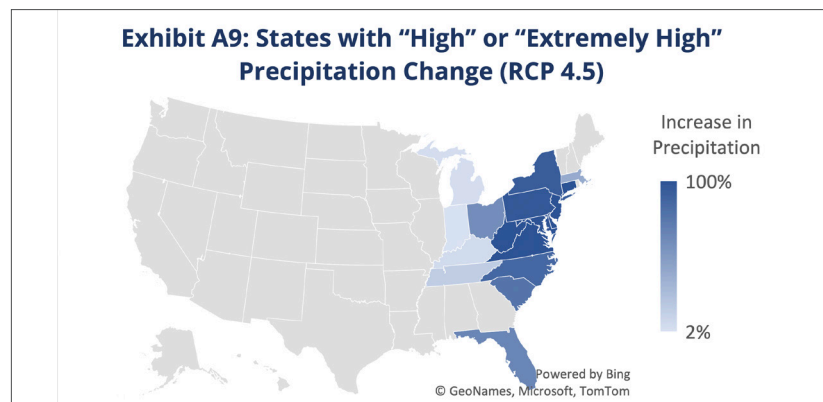 Exhibit A9: States with “High” or “Extremely High”
Precipitation Change (RCP 4.5)
Increase in
Precipitation
100%
2%
Powered by Bing
© GeoNames, Microsoft, TomTom